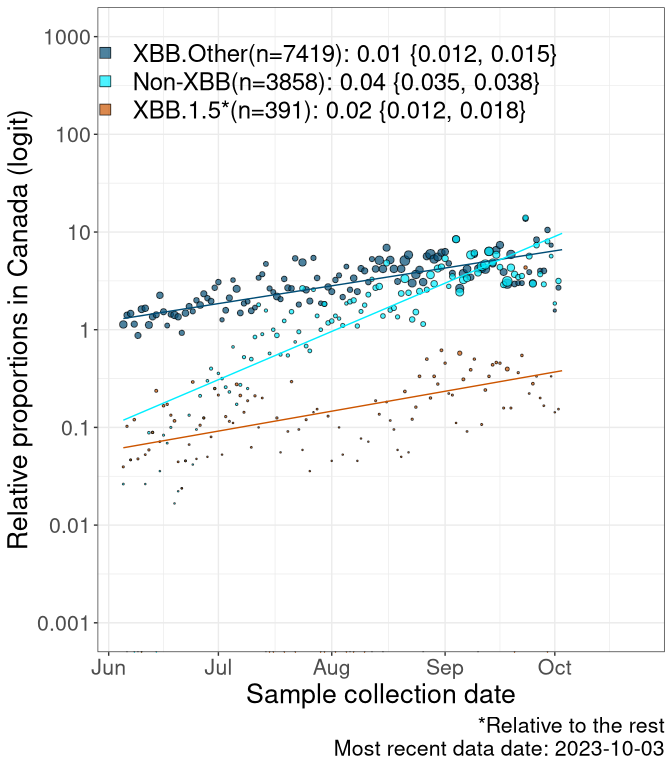 1000
100
10
1
0.1
0.01
0.001
XBB.Other(n=7419): 0.01 {0.012, 0.015}
Non-XBB(n=3858): 0.04 {0.035, 0.038}
XBB.1.5*(n=391): 0.02 {0.012, 0.018}
Relative proportions in Canada (logit)
Jun Jul Aug Sep Oct
Sample collection date
*Relative to the rest
Most recent data date: 2023-10-03